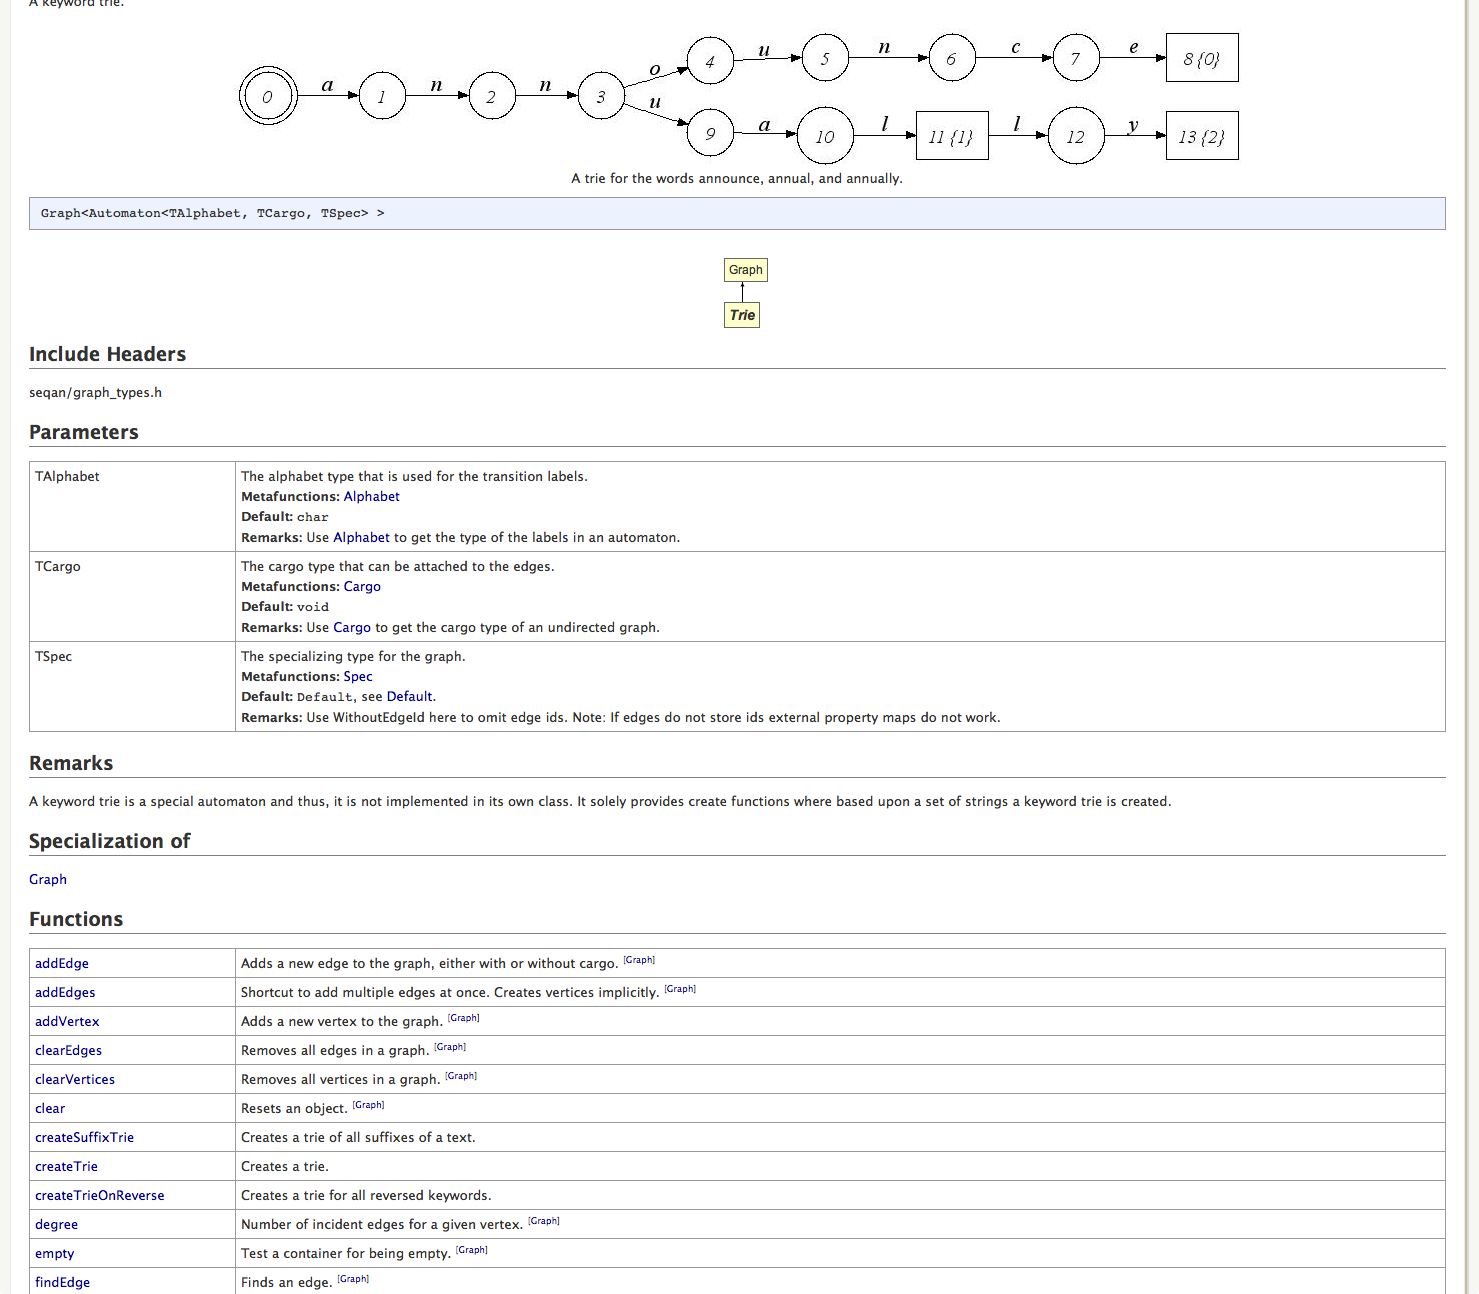 A keyword trie.
0 a 1 n 2 n 3 o 4 u 5 n 6 c 7 e 8 {0}
u 9 a 10 l 11 {1} l 12 y 13 {2}
A trie for the words announce, annual, and annually.
Graph<Automaton<TAlphabet, TCargo, TSpec> >
Graph
Trie
Include Headers
seqan/graph_types.h
Parameters
TAlphabet The alphabet type that is used for the transition labels.
Metafunctions: Alphabet
Default: char
Remarks: Use Alphabet to get the type of the labels in an automaton.
TCargo The cargo type that can be attached to the edges.
Metafunctions: Cargo
Default: void
Remarks: Use Cargo to get the cargo type of an undirected graph.
TSpec The specializing type for the graph.
Metafunctions: Spec
Default: Default, see Default.
Remarks: Use WithoutEdgeId here to omit edge ids. Note: If edges do not store ids external property maps do not work.
Remarks
A keyword trie is a special automaton and thus, it is not implemented in its own class. It solely provides create functions where based upon a set of strings a keyword trie is created.
Specialization of
Graph
Functions
addEdge Adds a new edge to the graph, either with or without cargo. [Graph]
addEdges Shortcut to add multiple edges at once. Creates vertices implicitly. [Graph]
addVertex Adds a new vertex to the graph. [Graph]
clearEdges Removes all edges in a graph. [Graph]
clearVertices Removes all vertices in a graph. [Graph]
clear Resets an object. [Graph]
createSuffixTrie Creates a trie of all suffixes of a text.
createTrie Creates a trie.
createTrieOnReverse Creates a trie for all reversed keywords.
degree Number of incident edges for a given vertex. [Graph]
empty Test a container for being empty. [Graph]
findEdge Finds an edge. [Graph]